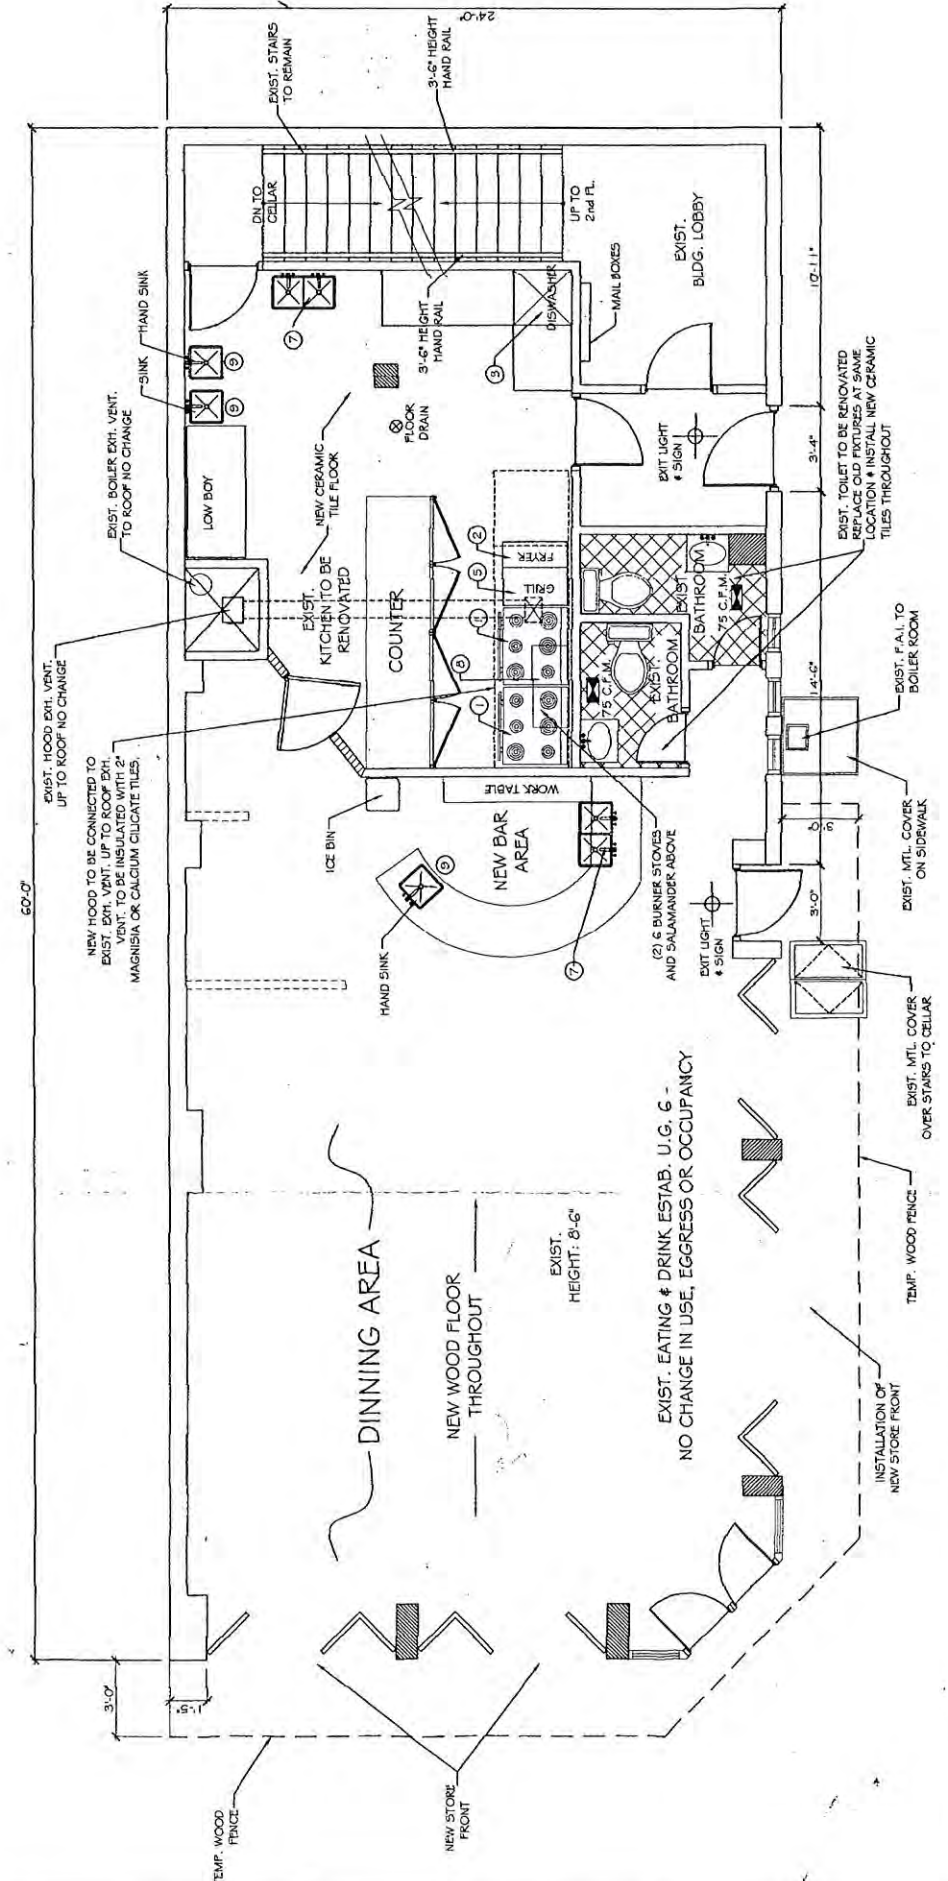 60'-0"
24'-0"
3'-0"
1'-5"
EXIST. HOOD EXH. VENT.
UP TO ROOF NO CHANGE
EXIST. BOILER EXH. VENT.
TO ROOF NO CHANGE
SINK
HAND SINK
EXIST. STAIRS
TO REMAIN
3'-6" HEIGHT
HAND RAIL
NEW HOOD TO BE CONNECTED TO
EXIST. EXH. VENT. UP TO ROOF EXH.
VENT. TO BE INSULATED WITH 2"
MAGNISIA OR CALCIUM CILICATE TILES.
LOW BOY
9
9
7
DN. TO
CELLAR
UP TO
2nd FL.
NEW CERAMIC
TILE FLOOR
3'-6" HEIGHT
HAND RAIL
FLOOR
DRAIN
3
DISWASHER
MAIL BOXES
EXIST.
BLDG. LOBBY
EXIST.
KITCHEN TO BE
RENOVATED
COUNTER
1
8
1
5
2
GRILL
FRYER
ICE BIN
WORK TABLE
NEW BAR
AREA
HAND SINK
9
7
(2) 6 BURNER STOVES
AND SALAMANDER ABOVE
75 C.F.M.
EXIST.
BATHROOM
EXIST
BATHROOM
75 C.F.M.
EXIT LIGHT
& SIGN
EXIT LIGHT
& SIGN
10'-11"
3'-4"
14'-6"
3'-0"
EXIST. TOILET TO BE RENOVATED
REPLACE OLD FIXTURES AT SAME
LOCATION & INSTALL NEW CERAMIC
TILES THROUGHOUT
EXIST. F.A.I. TO
BOILER ROOM
EXIST. MTL. COVER
ON SIDEWALK
EXIST. MTL. COVER
OVER STAIRS TO CELLAR
DINNING AREA
NEW WOOD FLOOR
THROUGHOUT
EXIST.
HEIGHT: 8'-6"
EXIST. EATING & DRINK ESTAB. U.G. 6 -
NO CHANGE IN USE, EGGRESS OR OCCUPANCY
TEMP. WOOD FENCE
INSTALLATION OF
NEW STORE FRONT
NEW STORE
FRONT
TEMP. WOOD
FENCE